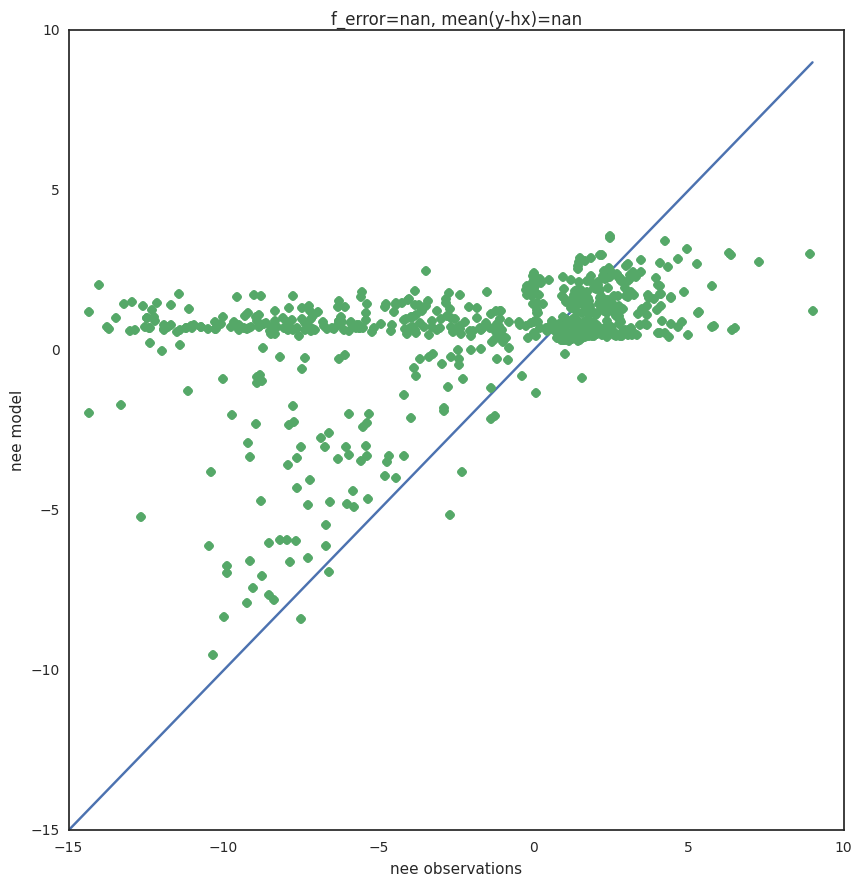 f_error=nan, mean(y-hx)=nan
10
5
0
−5
−10
−15
nee model
−15 −10 −5 0 5 10
nee observations